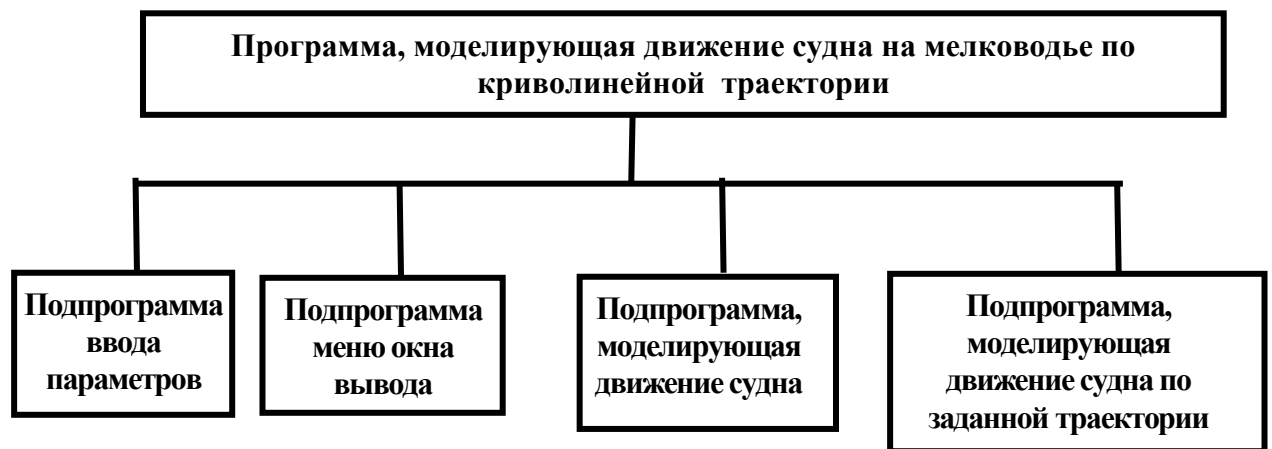 Программа, моделирующая движение судна на мелководье по
криволинейной траектории
Подпрограмма
ввода
параметров
Подпрограмма
меню окна
вывода
Подпрограмма,
моделирующая
движение судна
Подпрограмма,
моделирующая
движение судна по
заданной траектории